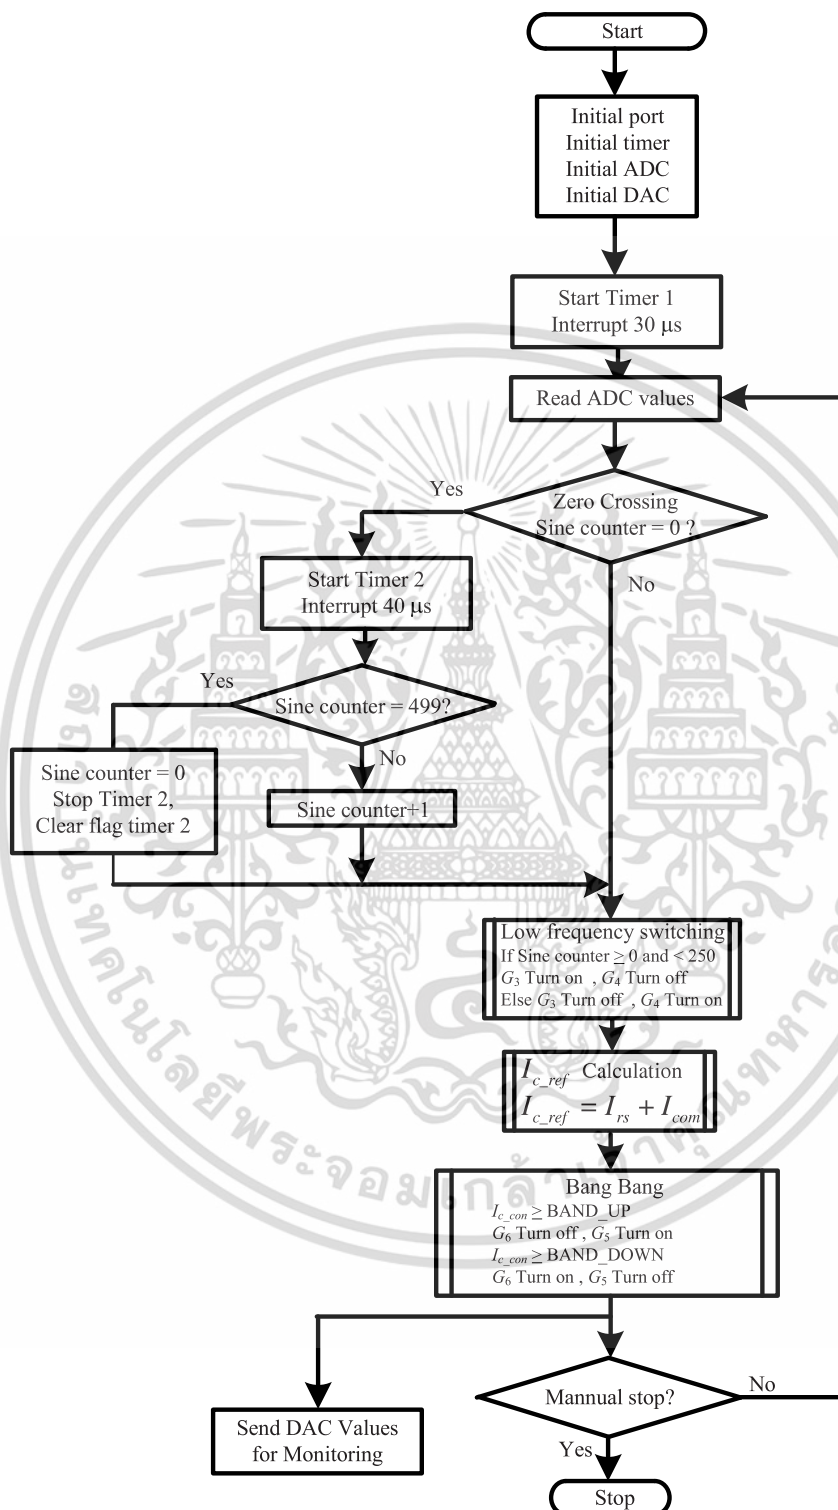 Start
Initial port
Initial timer
Initial ADC
Initial DAC
Start Timer 1
Interrupt 30 μs
Read ADC values
Yes
Zero Crossing
Sine counter = 0 ?
No
Start Timer 2
Interrupt 40 μs
Yes
Sine counter = 499?
No
Sine counter = 0
Stop Timer 2,
Clear flag timer 2
Sine counter+1
Low frequency switching
If Sine counter ≥ 0 and < 250
G3 Turn on , G4 Turn off
Else G3 Turn off , G4 Turn on
Ic_ref Calculation
Ic_ref = Irs + Icom
Bang Bang
Ic_con ≥ BAND_UP
G6 Turn off , G5 Turn on
Ic_con ≥ BAND_DOWN
G6 Turn on , G5 Turn off
Mannual stop?
No
Send DAC Values
for Monitoring
Yes
Stop